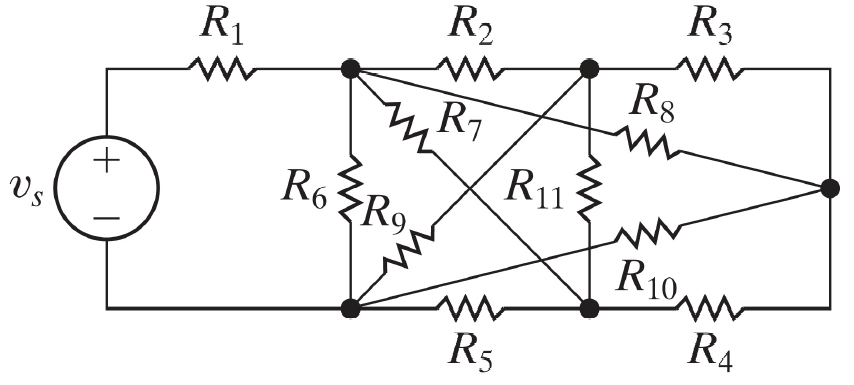 R1 R2 R3
R8
R7
+
vs R6 R11
− R9
R10
R5 R4